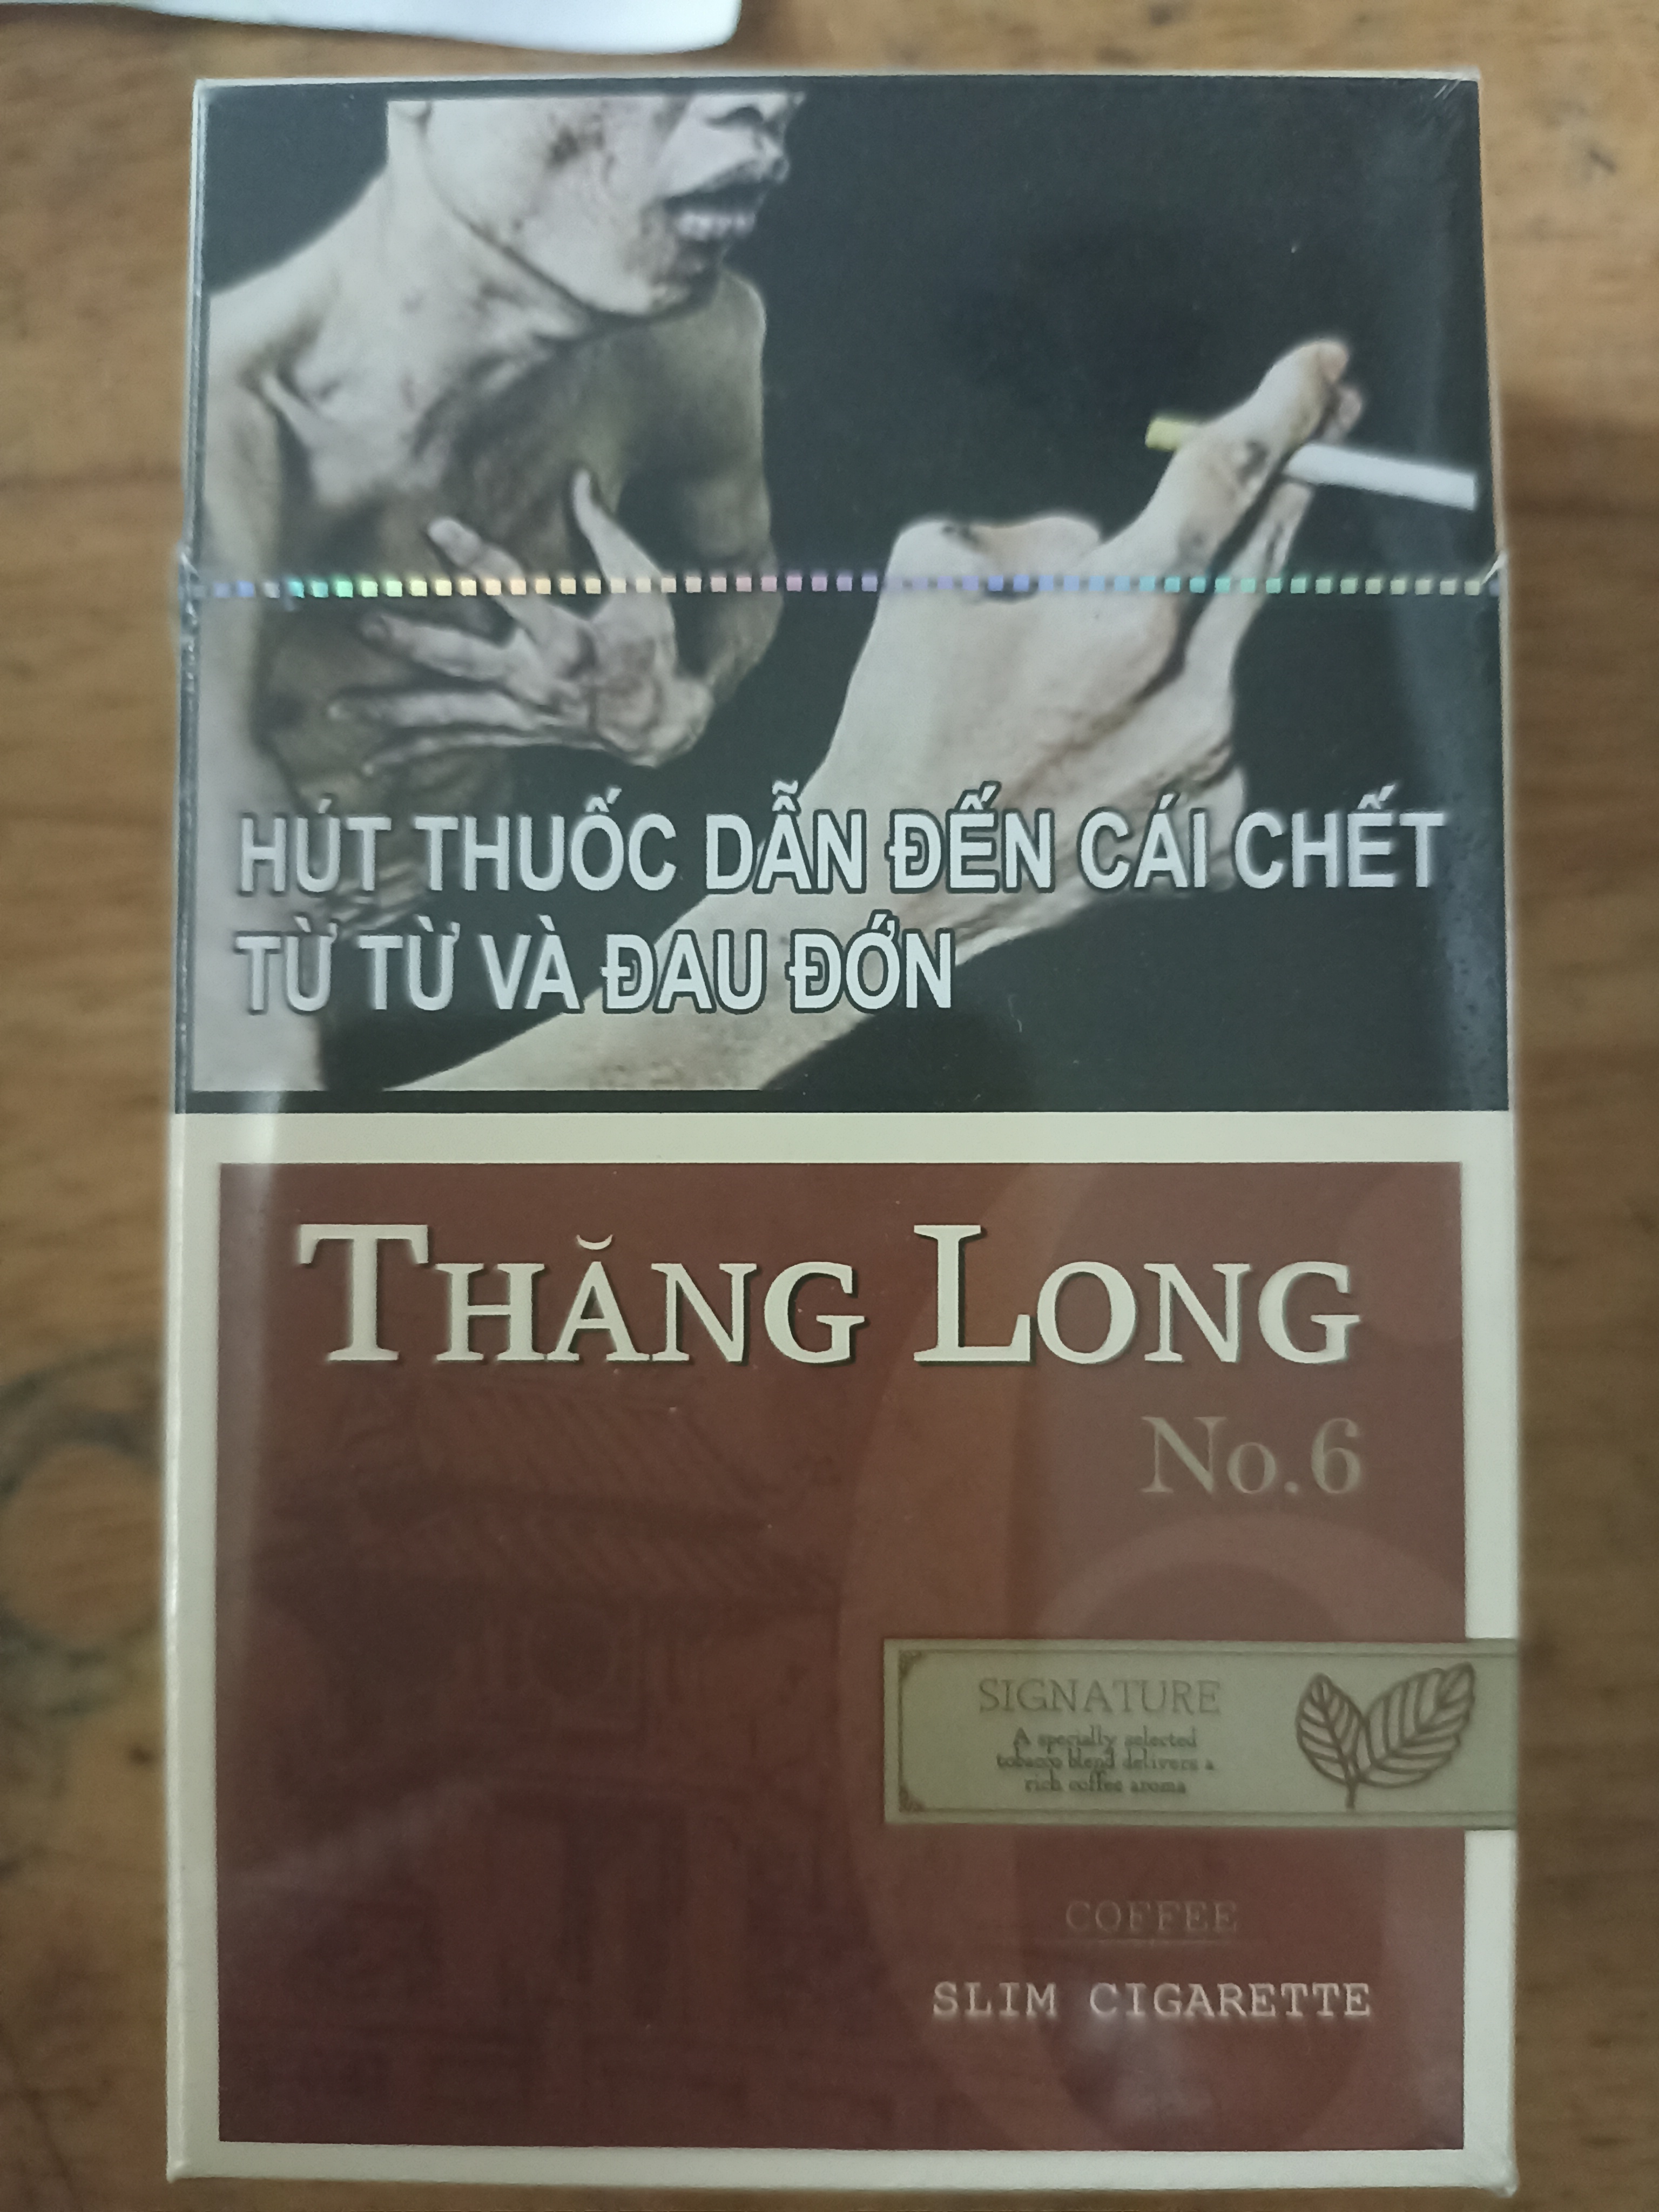 HÚT THUỐC DẪN ĐẾN CÁI CHẾT
TỪ TỪ VÀ ĐAU ĐỚN
THĂNG LONG
No.6
SIGNATURE
A specially selected
tobacco blend delivers a
rich coffee aroma
COFFEE
SLIM CIGARETTE